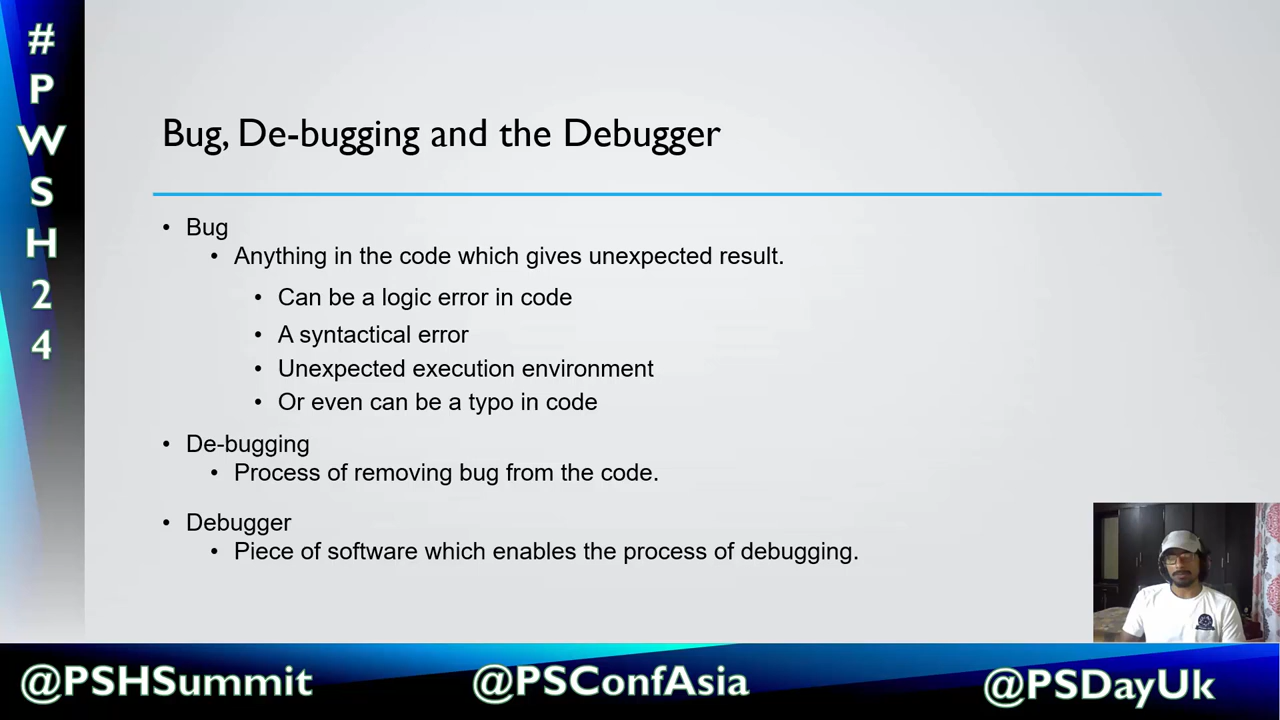 #
P
W
S
H
2
4
Bug, De-bugging and the Debugger
• Bug
• Anything in the code which gives unexpected result.
• Can be a logic error in code
• A syntactical error
• Unexpected execution environment
• Or even can be a typo in code
• De-bugging
• Process of removing bug from the code.
• Debugger
• Piece of software which enables the process of debugging.
@PSHSummit
@PSConfAsia
@PSDayUk